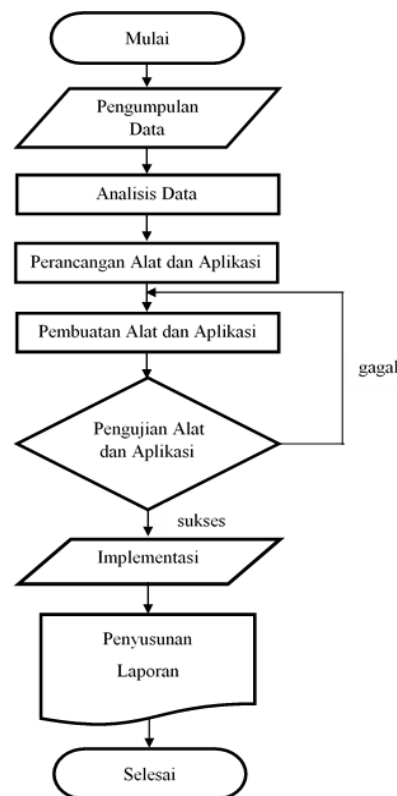 Mulai
Pengumpulan
Data
Analisis Data
Perancangan Alat dan Aplikasi
Pembuatan Alat dan Aplikasi
gagal
Pengujian Alat
dan Aplikasi
sukses
Implementasi
Penyusunan
Laporan
Selesai